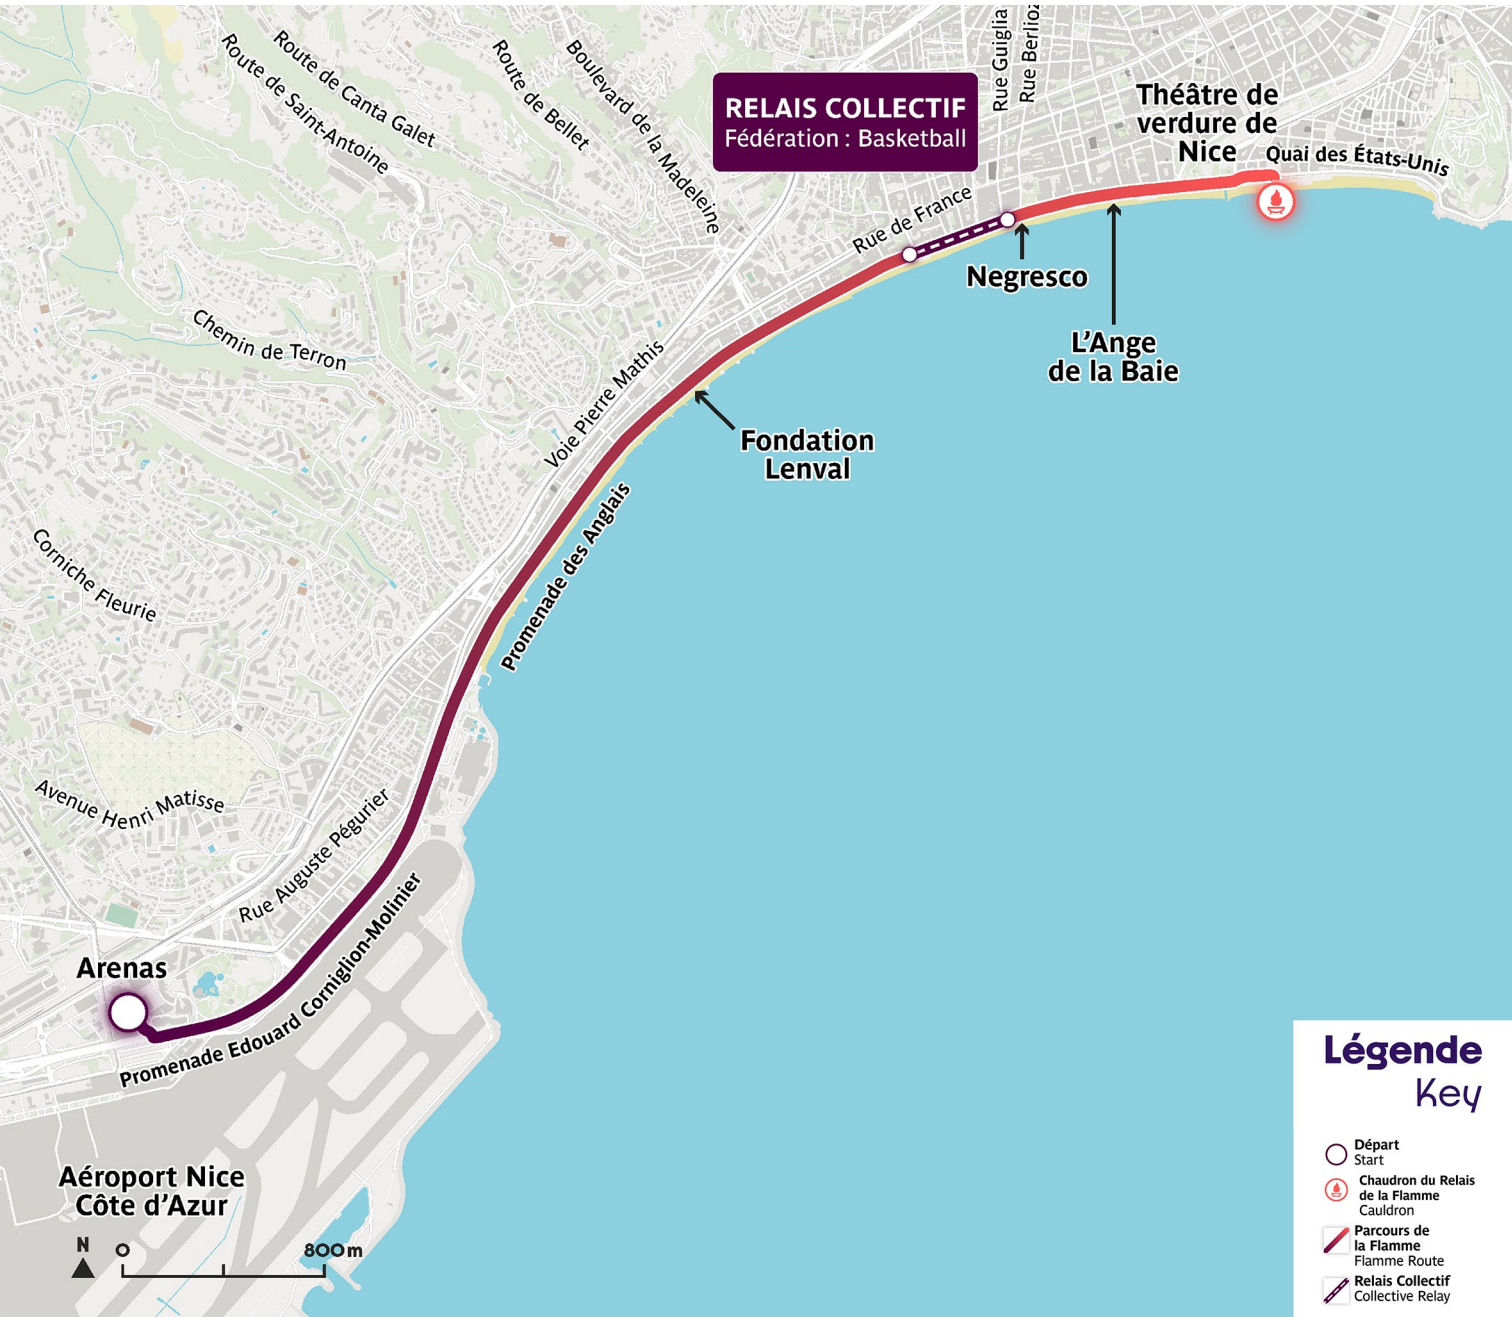 Route de Canta Galet
Route de Saint-Antoine
Route de Bellet
Boulevard de la Madeleine
RELAIS COLLECTIF
Fédération : Basketball
Rue Guiglia
Rue Berlioz
Théâtre de
verdure de
Nice
Quai des États-Unis
Rue de France
Negresco
L’Ange
de la Baie
Chemin de Terron
Voie Pierre Mathis
Fondation
Lenval
Promenade des Anglais
Corniche Fleurie
Avenue Henri Matisse
Rue Auguste Pégurier
Arenas
Promenade Edouard Corniglion-Molinier
Aéroport Nice
Côte d’Azur
N 0 800m
Légende
Key
Départ
Start
Chaudron du Relais
de la Flamme
Cauldron
Parcours de
la Flamme
Flamme Route
Relais Collectif
Collective Relay